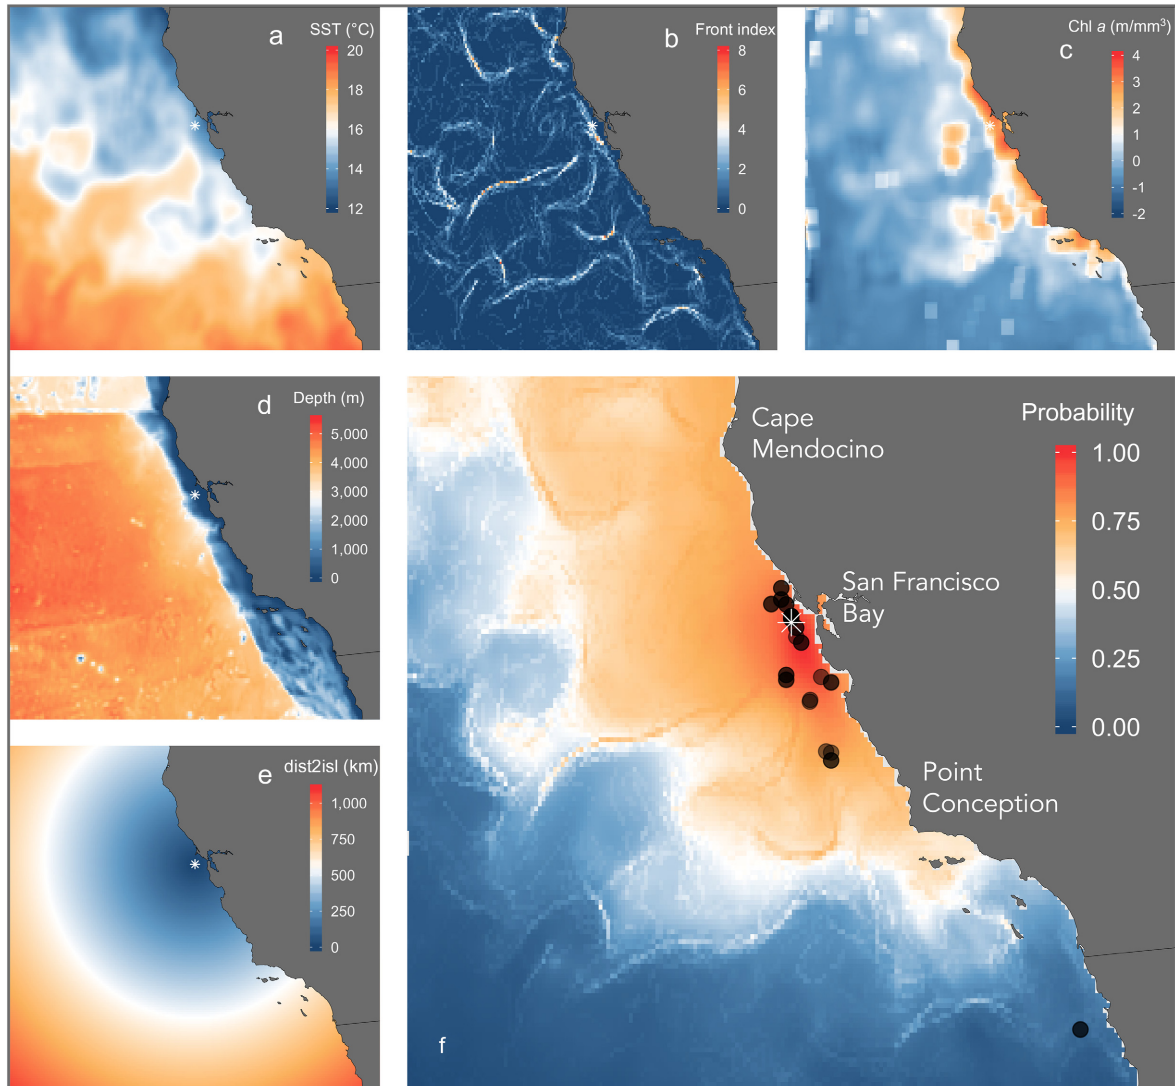 a
SST (°C)
20
18
16
14
12
b
Front index
8
6
4
2
0
c
Chl a (m/mm³)
4
3
2
1
0
-1
-2
d
Depth (m)
5,000
4,000
3,000
2,000
1,000
0
e
dist2isl (km)
1,000
750
500
250
0
f
Cape
Mendocino
San Francisco
Bay
Point
Conception
Probability
1.00
0.75
0.50
0.25
0.00